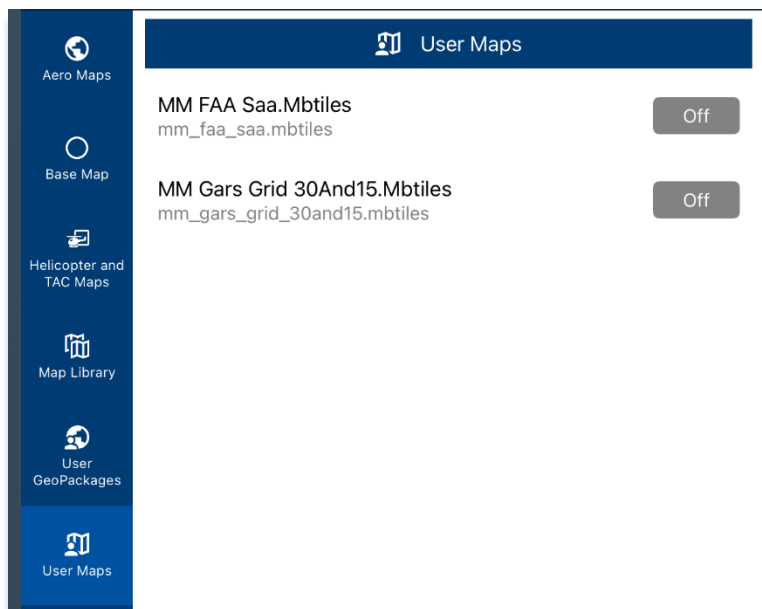 Aero Maps
Base Map
Helicopter and
TAC Maps
Map Library
User
GeoPackages
User Maps
User Maps
MM FAA Saa.Mbtiles
mm_faa_saa.mbtiles
Off
MM Gars Grid 30And15.Mbtiles
mm_gars_grid_30and15.mbtiles
Off